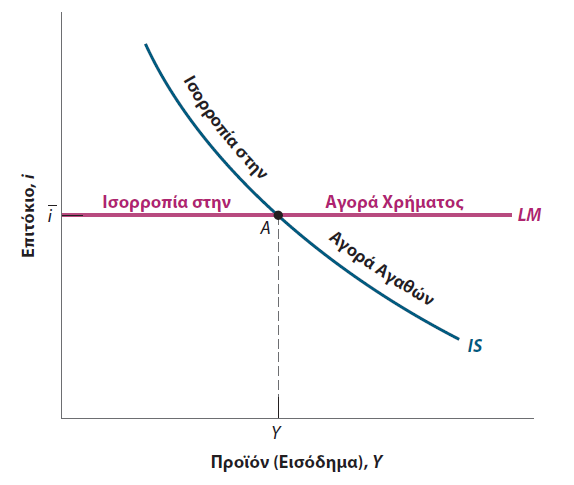 Ισορροπία στην
Ισορροπία στην
Αγορά Χρήματος
LM
i̅
A
Αγορά Αγαθών
IS
Επιτόκιο, i
Y
Προϊόν (Εισόδημα), Y